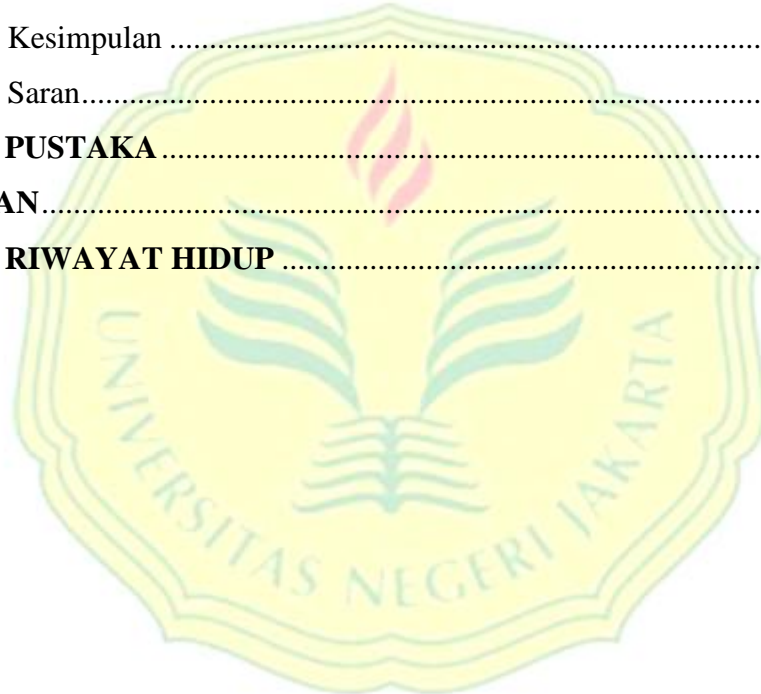 Kesimpulan ........................................................................
Saran...................................................................................
PUSTAKA ..........................................................................
AN..........................................................................................
RIWAYAT HIDUP ............................................................
UNIVERSITAS NEGERI JAKARTA